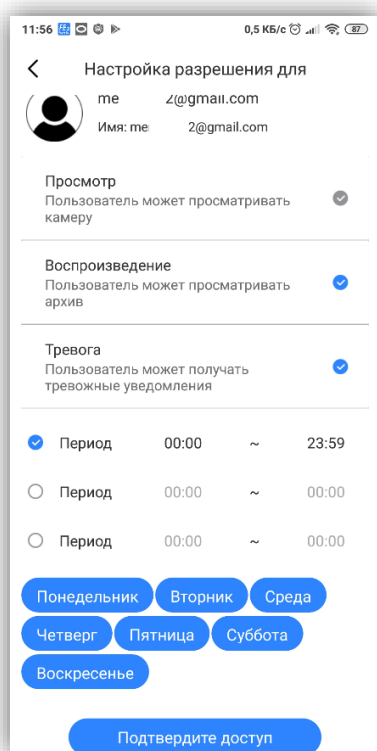 11:56 0,5 КБ/с 87
Настройка разрешения для
me 2@gmail.com
Имя: me 2@gmail.com
Просмотр
Пользователь может просматривать
камеру
Воспроизведение
Пользователь может просматривать
архив
Тревога
Пользователь может получать
тревожные уведомления
Период 00:00 ~ 23:59
Период 00:00 ~ 00:00
Период 00:00 ~ 00:00
Понедельник Вторник Среда
Четверг Пятница Суббота
Воскресенье
Подтвердите доступ